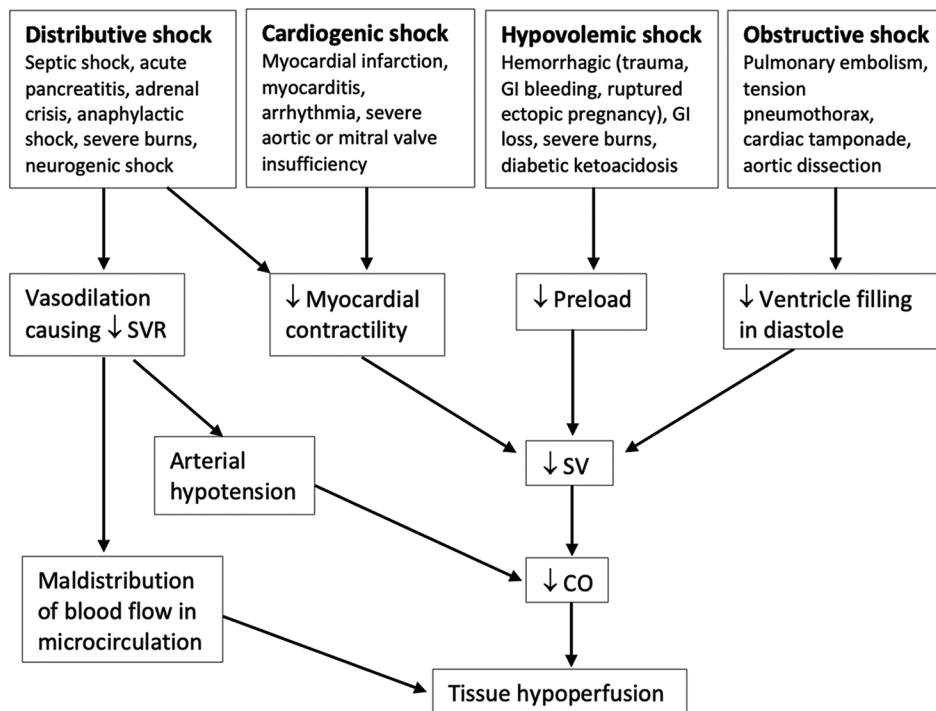 Distributive shock
Septic shock, acute
pancreatitis, adrenal
crisis, anaphylactic
shock, severe burns,
neurogenic shock
Cardiogenic shock
Myocardial infarction,
myocarditis,
arrhythmia, severe
aortic or mitral valve
insufficiency
Hypovolemic shock
Hemorrhagic (trauma,
GI bleeding, ruptured
ectopic pregnancy), GI
loss, severe burns,
diabetic ketoacidosis
Obstructive shock
Pulmonary embolism,
tension
pneumothorax,
cardiac tamponade,
aortic dissection
Vasodilation
causing ↓ SVR
↓ Myocardial
contractility
↓ Preload
↓ Ventricle filling
in diastole
Arterial
hypotension
↓ SV
Maldistribution
of blood flow in
microcirculation
↓ CO
Tissue hypoperfusion